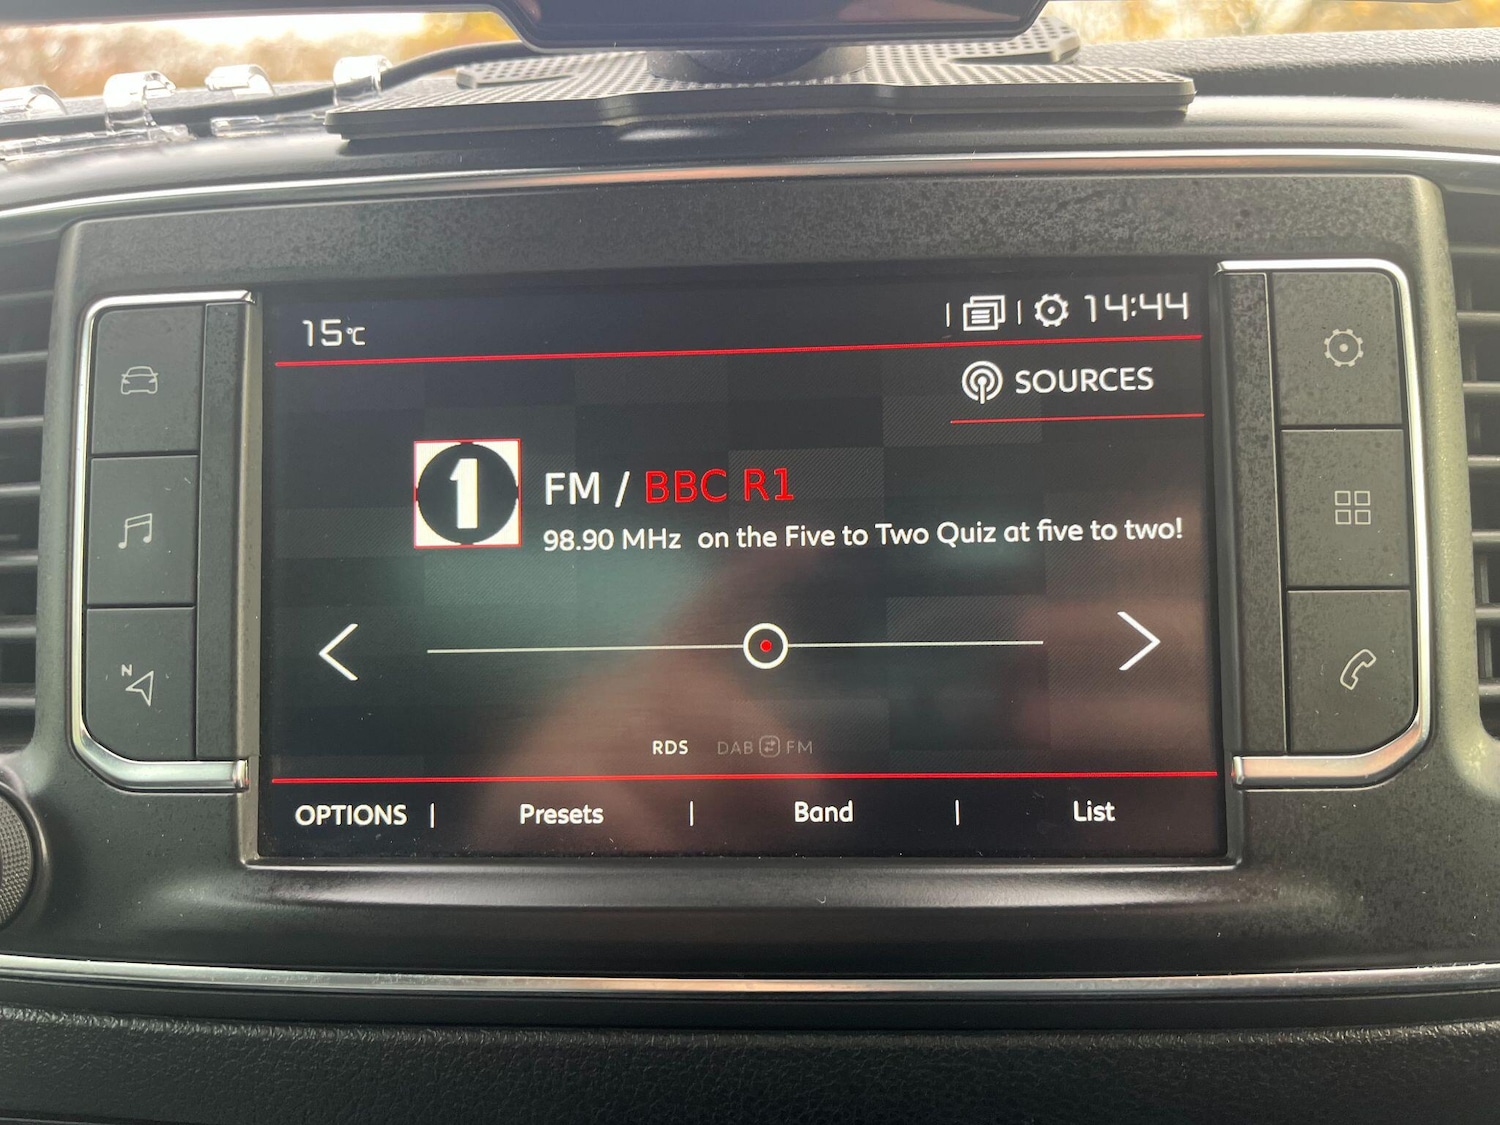 15°C
14:44
SOURCES
1
FM / BBC R1
98.90 MHz on the Five to Two Quiz at five to two!
N
RDS DAB FM
OPTIONS | Presets | Band | List